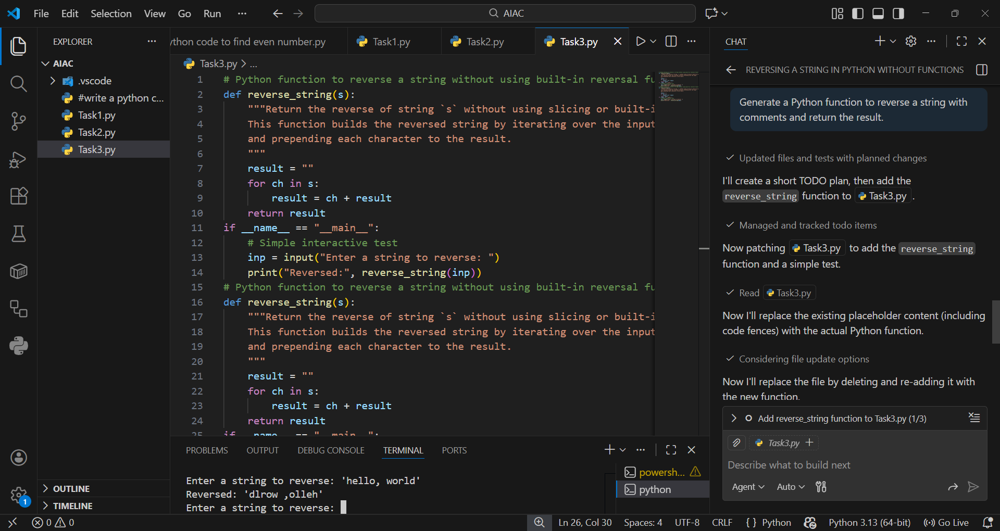 File Edit Selection View Go Run ··· AIAC
EXPLORER
AIAC
.vscode
#write a python c...
Task1.py
Task2.py
Task3.py
OUTLINE
TIMELINE
ython code to find even number.py Task1.py Task2.py Task3.py
Task3.py > ...
1 # Python function to reverse a string without using built-in reversal fu
2 def reverse_string(s):
3 """Return the reverse of string `s` without using slicing or built-i
4 This function builds the reversed string by iterating over the input
5 and prepending each character to the result.
6 """
7 result = ""
8 for ch in s:
9 result = ch + result
10 return result
11 if __name__ == "__main__":
12 # Simple interactive test
13 inp = input("Enter a string to reverse: ")
14 print("Reversed:", reverse_string(inp))
15 # Python function to reverse a string without using built-in reversal fu
16 def reverse_string(s):
17 """Return the reverse of string `s` without using slicing or built-i
18 This function builds the reversed string by iterating over the input
19 and prepending each character to the result.
20 """
21 result = ""
22 for ch in s:
23 result = ch + result
24 return result
25 if __name__ == "__main__":
PROBLEMS OUTPUT DEBUG CONSOLE TERMINAL PORTS
Enter a string to reverse: 'hello, world'
Reversed: 'dlrow ,olleh'
Enter a string to reverse:
powersh...
python
CHAT
REVERSING A STRING IN PYTHON WITHOUT FUNCTIONS
Generate a Python function to reverse a string with
comments and return the result.
Updated files and tests with planned changes
I'll create a short TODO plan, then add the
reverse_string function to Task3.py .
Managed and tracked todo items
Now patching Task3.py to add the reverse_string
function and a simple test.
Read Task3.py
Now I'll replace the existing placeholder content (including
code fences) with the actual Python function.
Considering file update options
Now I'll replace the file by deleting and re-adding it with
the new function.
Add reverse_string function to Task3.py (1/3)
Task3.py +
Describe what to build next
Agent Auto
1
0 0 Ln 26, Col 30 Spaces: 4 UTF-8 CRLF { } Python Python 3.13 (64-bit) Go Live